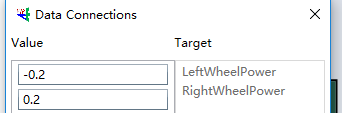 Data Connections
Value Target
-0.2 LeftWheelPower
0.2 RightWheelPower